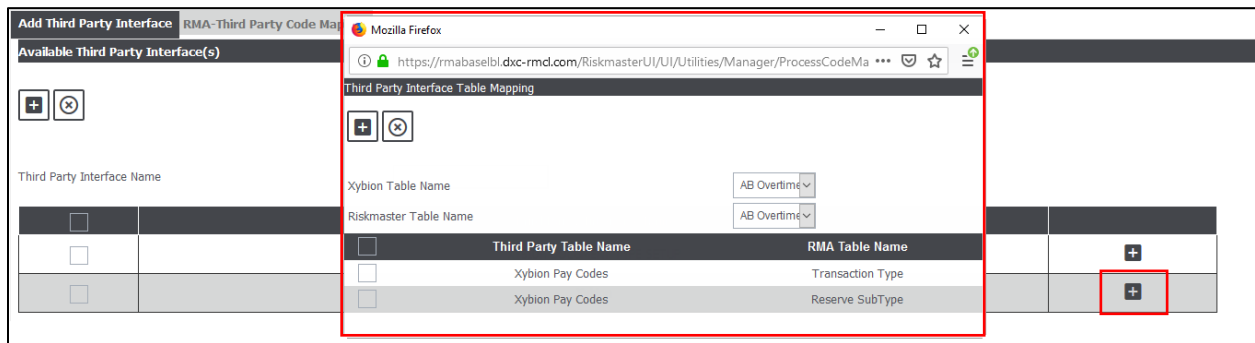 Add Third Party Interface RMA-Third Party Code Ma
Available Third Party Interface(s)
Third Party Interface Name
Mozilla Firefox
https://rmabaselbl.dxc-rmcl.com/RiskmasterUI/UI/Utilities/Manager/ProcessCodeMa
Third Party Interface Table Mapping
Xybion Table Name AB Overtime
Riskmaster Table Name AB Overtime
Third Party Table Name RMA Table Name
Xybion Pay Codes Transaction Type
Xybion Pay Codes Reserve SubType